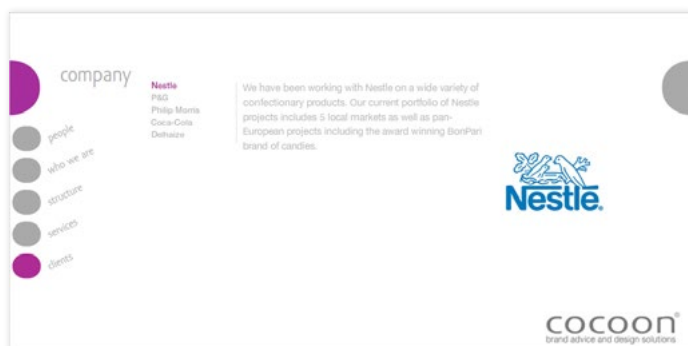 company
people
who we are
structure
services
clients
Nestle
P&G
Philip Morris
Coca-Cola
Delhaize
We have been working with Nestle on a wide variety of
confectionary products. Our current portfolio of Nestle
projects includes 5 local markets as well as pan-
European projects including the award winning BonPari
brand of candies.
Nestlé®
cocoon®
brand advice and design solutions